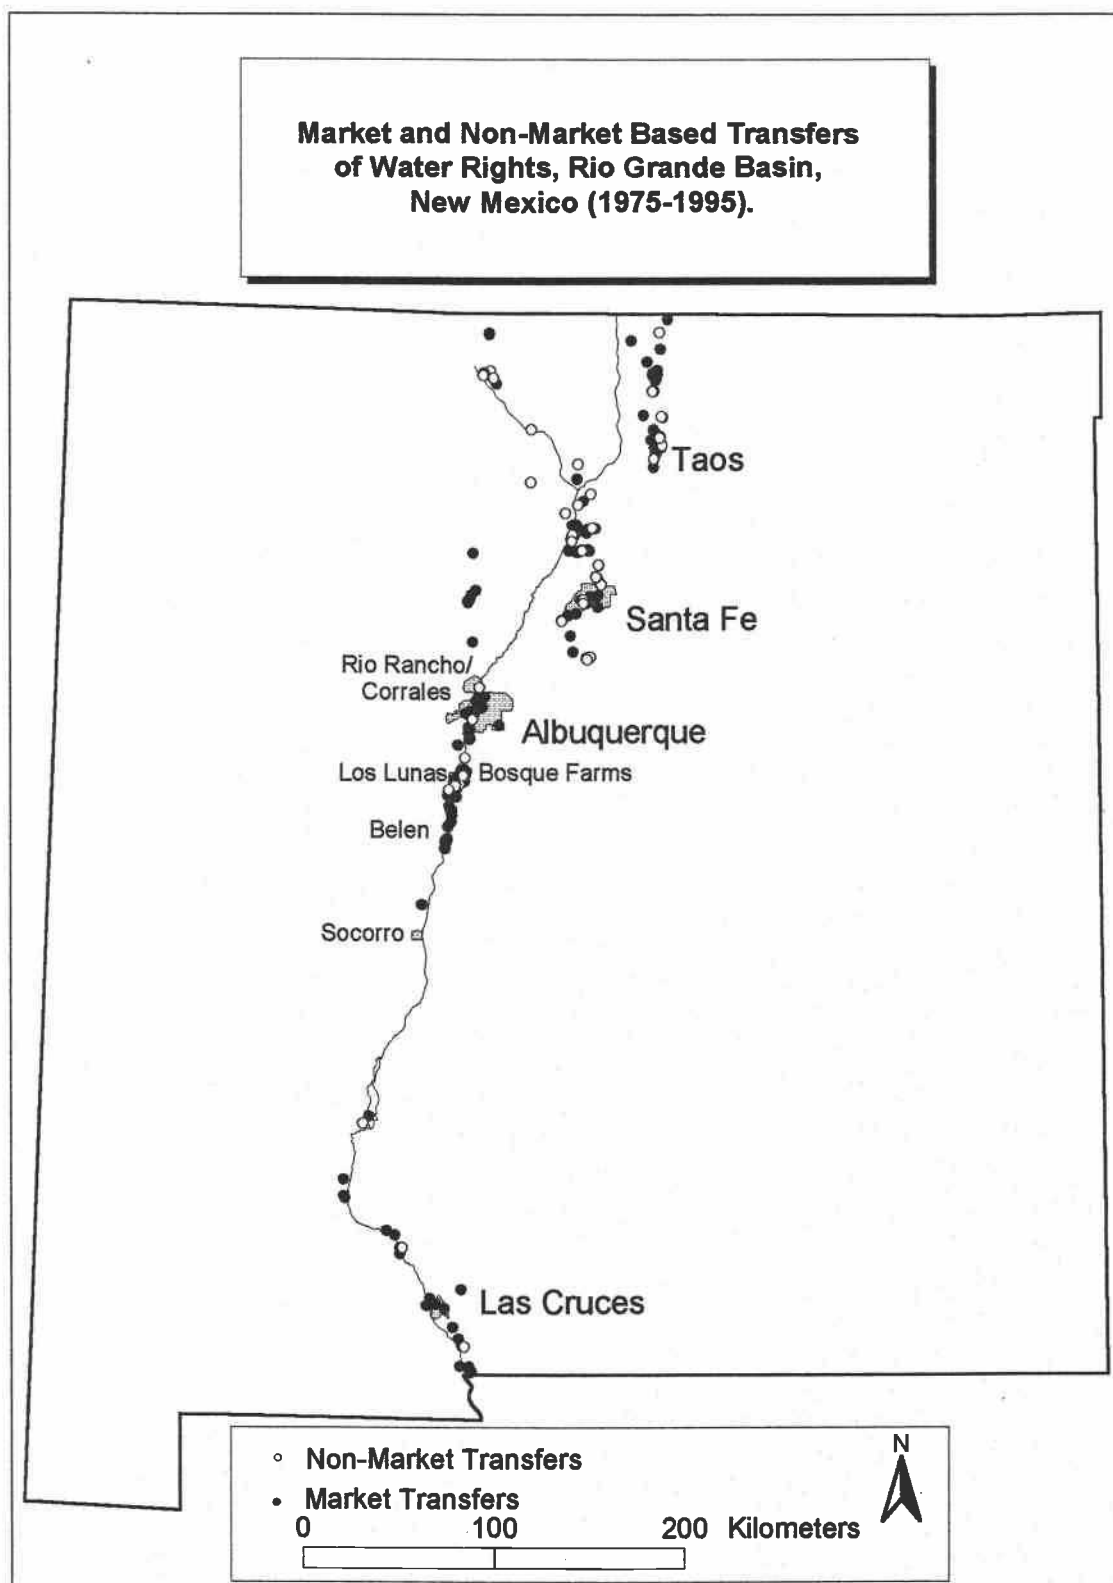 Market and Non-Market Based Transfers
of Water Rights, Rio Grande Basin,
New Mexico (1975-1995).
Taos
Santa Fe
Rio Rancho/
Corrales
Albuquerque
Los Lunas
Bosque Farms
Belen
Socorro
Las Cruces
Non-Market Transfers
Market Transfers
N
0 100 200 Kilometers